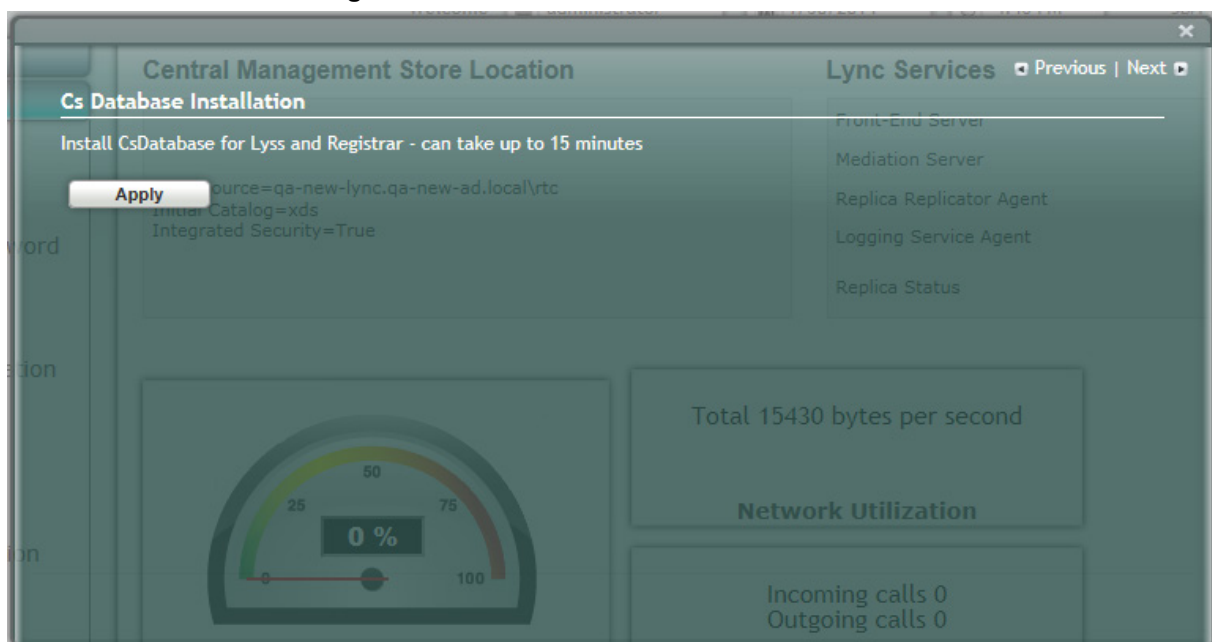 Central Management Store Location
Lync Services
Previous | Next
Cs Database Installation
Front-End Server
Install CsDatabase for Lyss and Registrar - can take up to 15 minutes
Mediation Server
Apply
ource=qa-new-lync.qa-new-ad.local\rtc
Initial Catalog=xds
Replica Replicator Agent
Integrated Security=True
Logging Service Agent
word
Replica Status
ation
Total 15430 bytes per second
50
25
75
Network Utilization
0 %
ion
0
100
Incoming calls 0
Outgoing calls 0